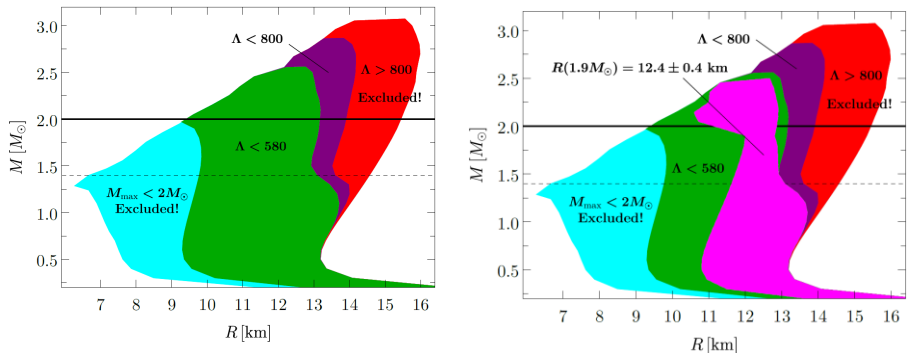 3.0
2.5
2.0
1.5
1.0
0.5
M [M⊙]
Λ < 800
Λ > 800
Excluded!
Λ < 580
Mmax < 2M⊙
Excluded!
7 8 9 10 11 12 13 14 15 16
R [km]
3.0
2.5
2.0
1.5
1.0
0.5
M [M⊙]
Λ < 800
R(1.9M⊙) = 12.4 ± 0.4 km
Λ > 800
Excluded!
Λ < 580
Mmax < 2M⊙
Excluded!
7 8 9 10 11 12 13 14 15 16
R [km]